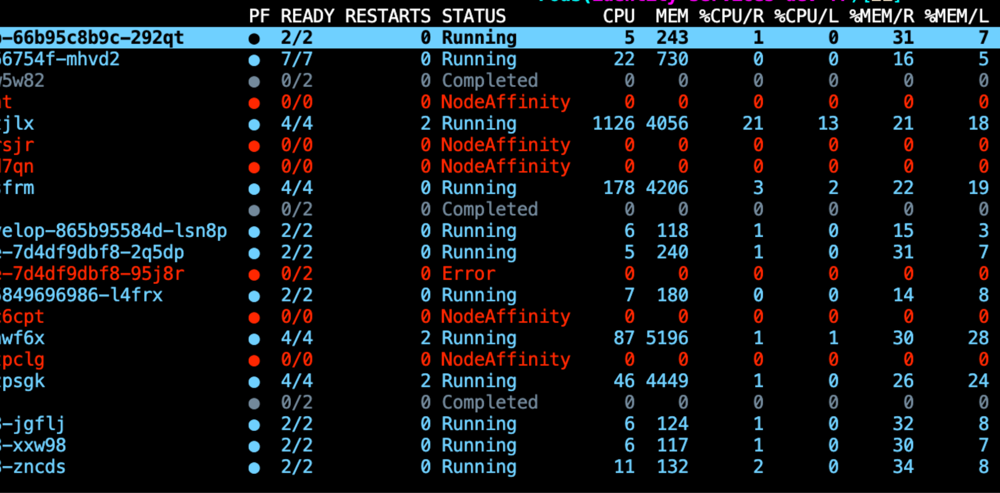 PF READY RESTARTS STATUS CPU MEM %CPU/R %CPU/L %MEM/R %MEM/L
-66b95c8b9c-292qt ● 2/2 0 Running 5 243 1 0 31 7
6754f-mhvd2 ● 7/7 0 Running 22 730 0 0 16 5
5w82 ● 0/2 0 Completed 0 0 0 0 0 0
t ● 0/0 0 NodeAffinity 0 0 0 0 0 0
jlx ● 4/4 2 Running 1126 4056 21 13 21 18
sjr ● 0/0 0 NodeAffinity 0 0 0 0 0 0
7qn ● 0/0 0 NodeAffinity 0 0 0 0 0 0
frm ● 4/4 0 Running 178 4206 3 2 22 19
● 0/2 0 Completed 0 0 0 0 0 0
elop-865b95584d-lsn8p ● 2/2 0 Running 6 118 1 0 15 3
-7d4df9dbf8-2q5dp ● 2/2 0 Running 5 240 1 0 31 7
-7d4df9dbf8-95j8r ● 0/2 0 Error 0 0 0 0 0 0
849696986-l4frx ● 2/2 0 Running 7 180 0 0 14 8
6cpt ● 0/0 0 NodeAffinity 0 0 0 0 0 0
wf6x ● 4/4 2 Running 87 5196 1 1 30 28
pclg ● 0/0 0 NodeAffinity 0 0 0 0 0 0
psgk ● 4/4 2 Running 46 4449 1 0 26 24
● 0/2 0 Completed 0 0 0 0 0 0
-jgflj ● 2/2 0 Running 6 124 1 0 32 8
-xxw98 ● 2/2 0 Running 6 117 1 0 30 7
-zncds ● 2/2 0 Running 11 132 2 0 34 8